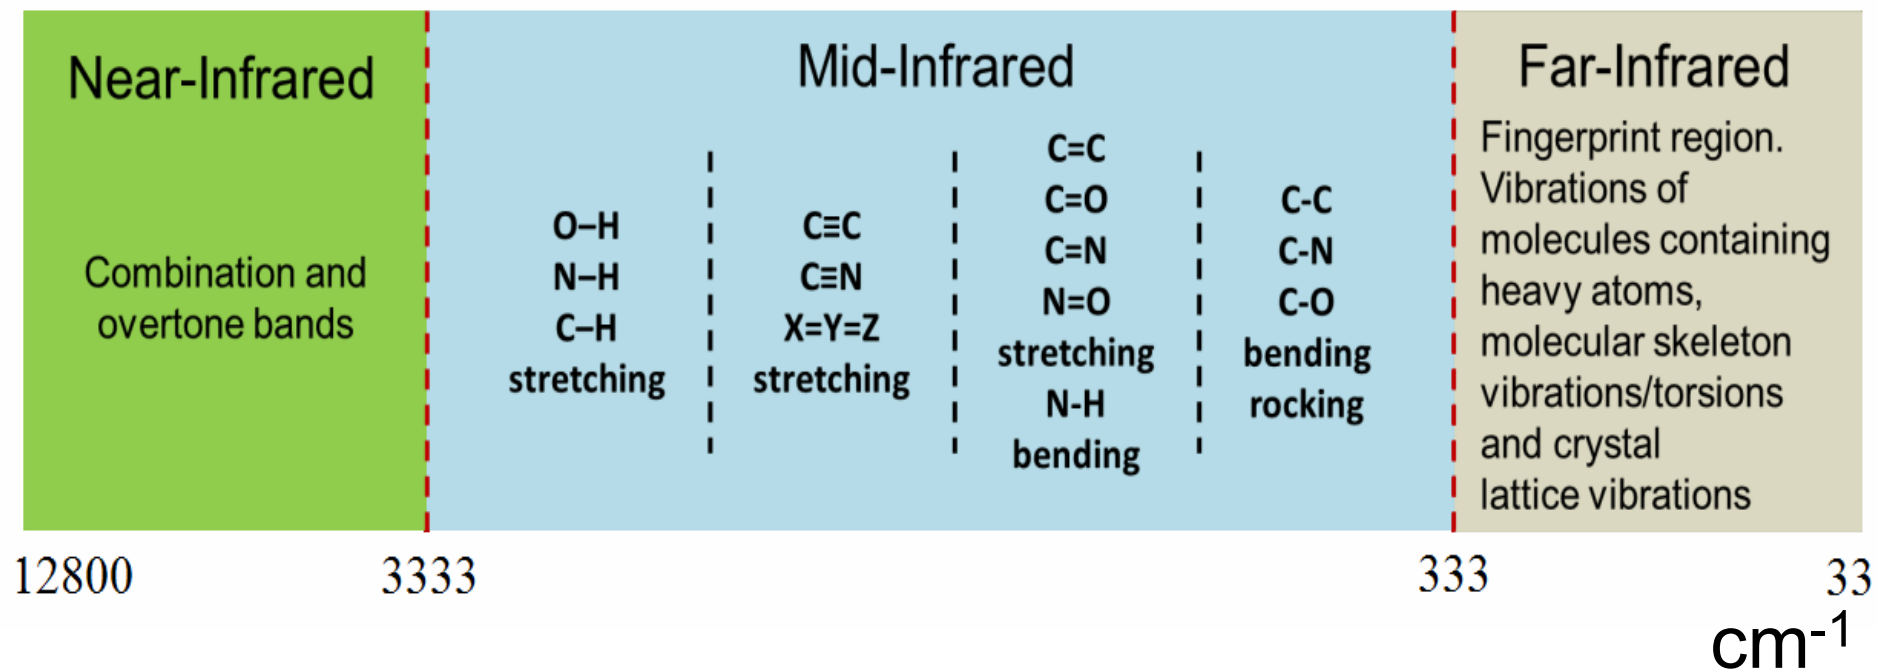 Near-Infrared
Combination and
overtone bands
Mid-Infrared
O–H
N–H
C–H
stretching
C≡C
C≡N
X=Y=Z
stretching
C=C
C=O
C=N
N=O
stretching
N-H
bending
C-C
C-N
C-O
bending
rocking
Far-Infrared
Fingerprint region.
Vibrations of
molecules containing
heavy atoms,
molecular skeleton
vibrations/torsions
and crystal
lattice vibrations
12800
3333
333
33
cm-1